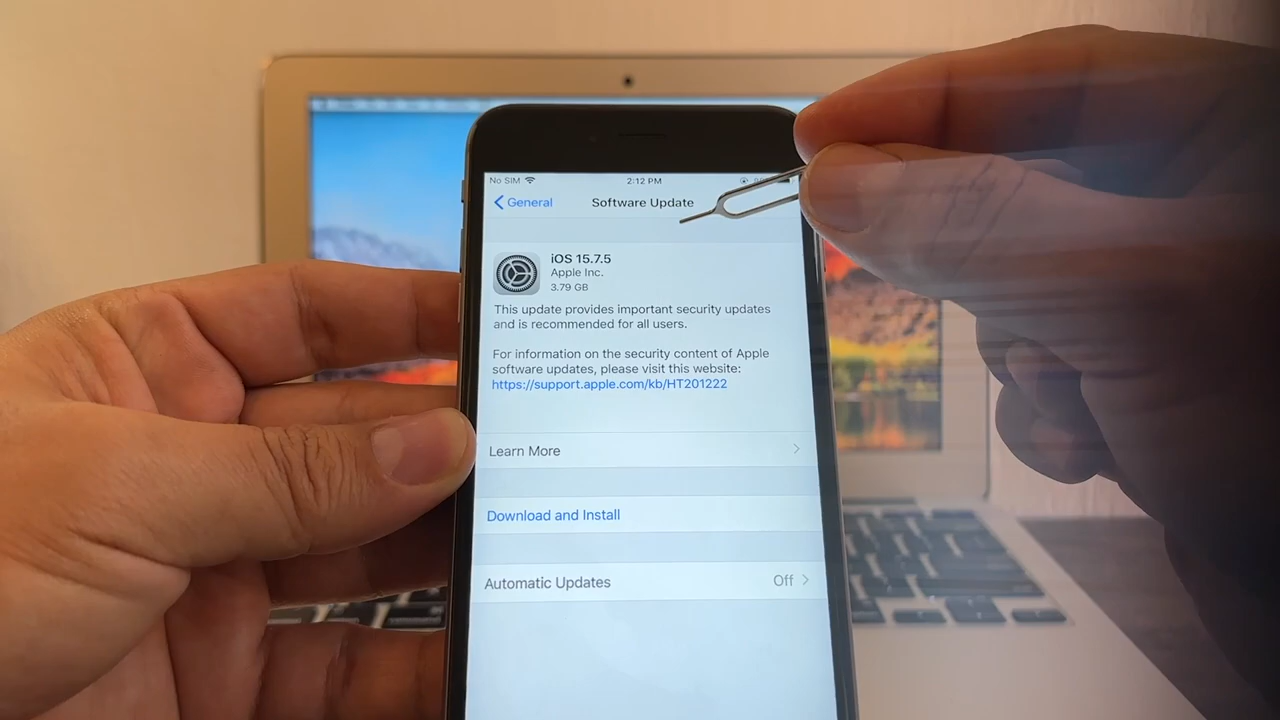 No SIM 2:12 PM
General Software Update
iOS 15.7.5
Apple Inc.
3.79 GB
This update provides important security updates
and is recommended for all users.
For information on the security content of Apple
software updates, please visit this website:
https://support.apple.com/kb/HT201222
Learn More
Download and Install
Automatic Updates Off